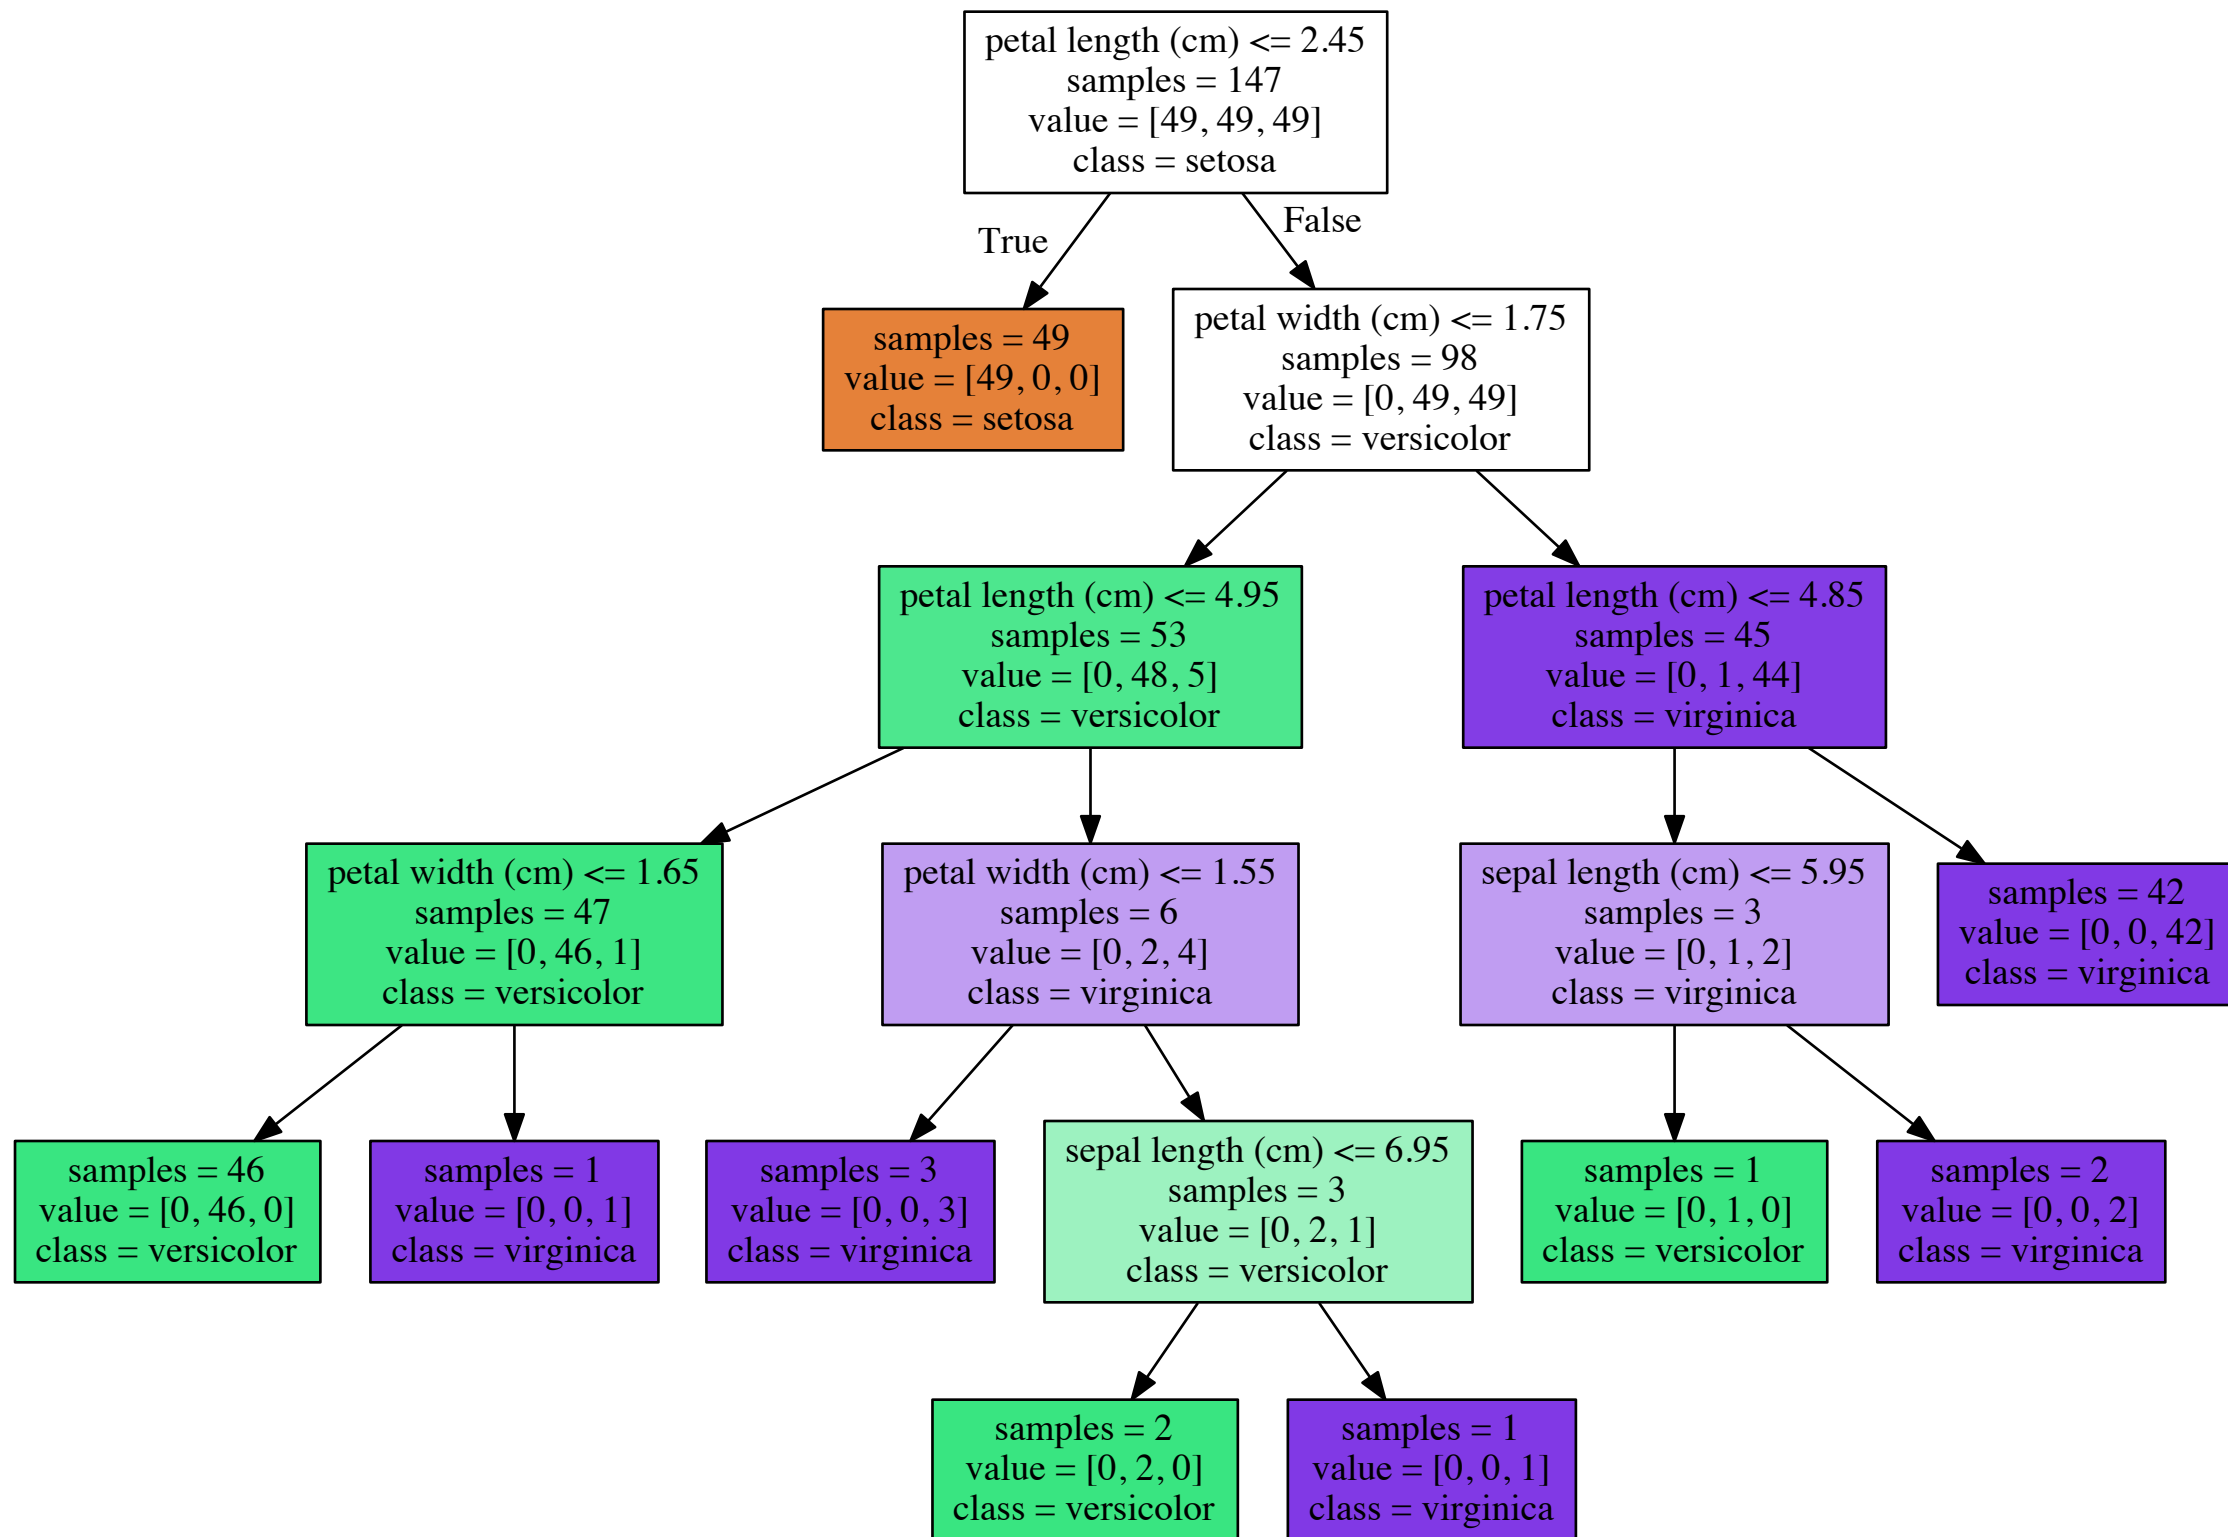 petal length (cm) <= 2.45
samples = 147
value = [49, 49, 49]
class = setosa
True
False
samples = 49
value = [49, 0, 0]
class = setosa
petal width (cm) <= 1.75
samples = 98
value = [0, 49, 49]
class = versicolor
petal length (cm) <= 4.95
samples = 53
value = [0, 48, 5]
class = versicolor
petal length (cm) <= 4.85
samples = 45
value = [0, 1, 44]
class = virginica
petal width (cm) <= 1.65
samples = 47
value = [0, 46, 1]
class = versicolor
petal width (cm) <= 1.55
samples = 6
value = [0, 2, 4]
class = virginica
sepal length (cm) <= 5.95
samples = 3
value = [0, 1, 2]
class = virginica
samples = 42
value = [0, 0, 42]
class = virginica
samples = 46
value = [0, 46, 0]
class = versicolor
samples = 1
value = [0, 0, 1]
class = virginica
samples = 3
value = [0, 0, 3]
class = virginica
sepal length (cm) <= 6.95
samples = 3
value = [0, 2, 1]
class = versicolor
samples = 1
value = [0, 1, 0]
class = versicolor
samples = 2
value = [0, 0, 2]
class = virginica
samples = 2
value = [0, 2, 0]
class = versicolor
samples = 1
value = [0, 0, 1]
class = virginica